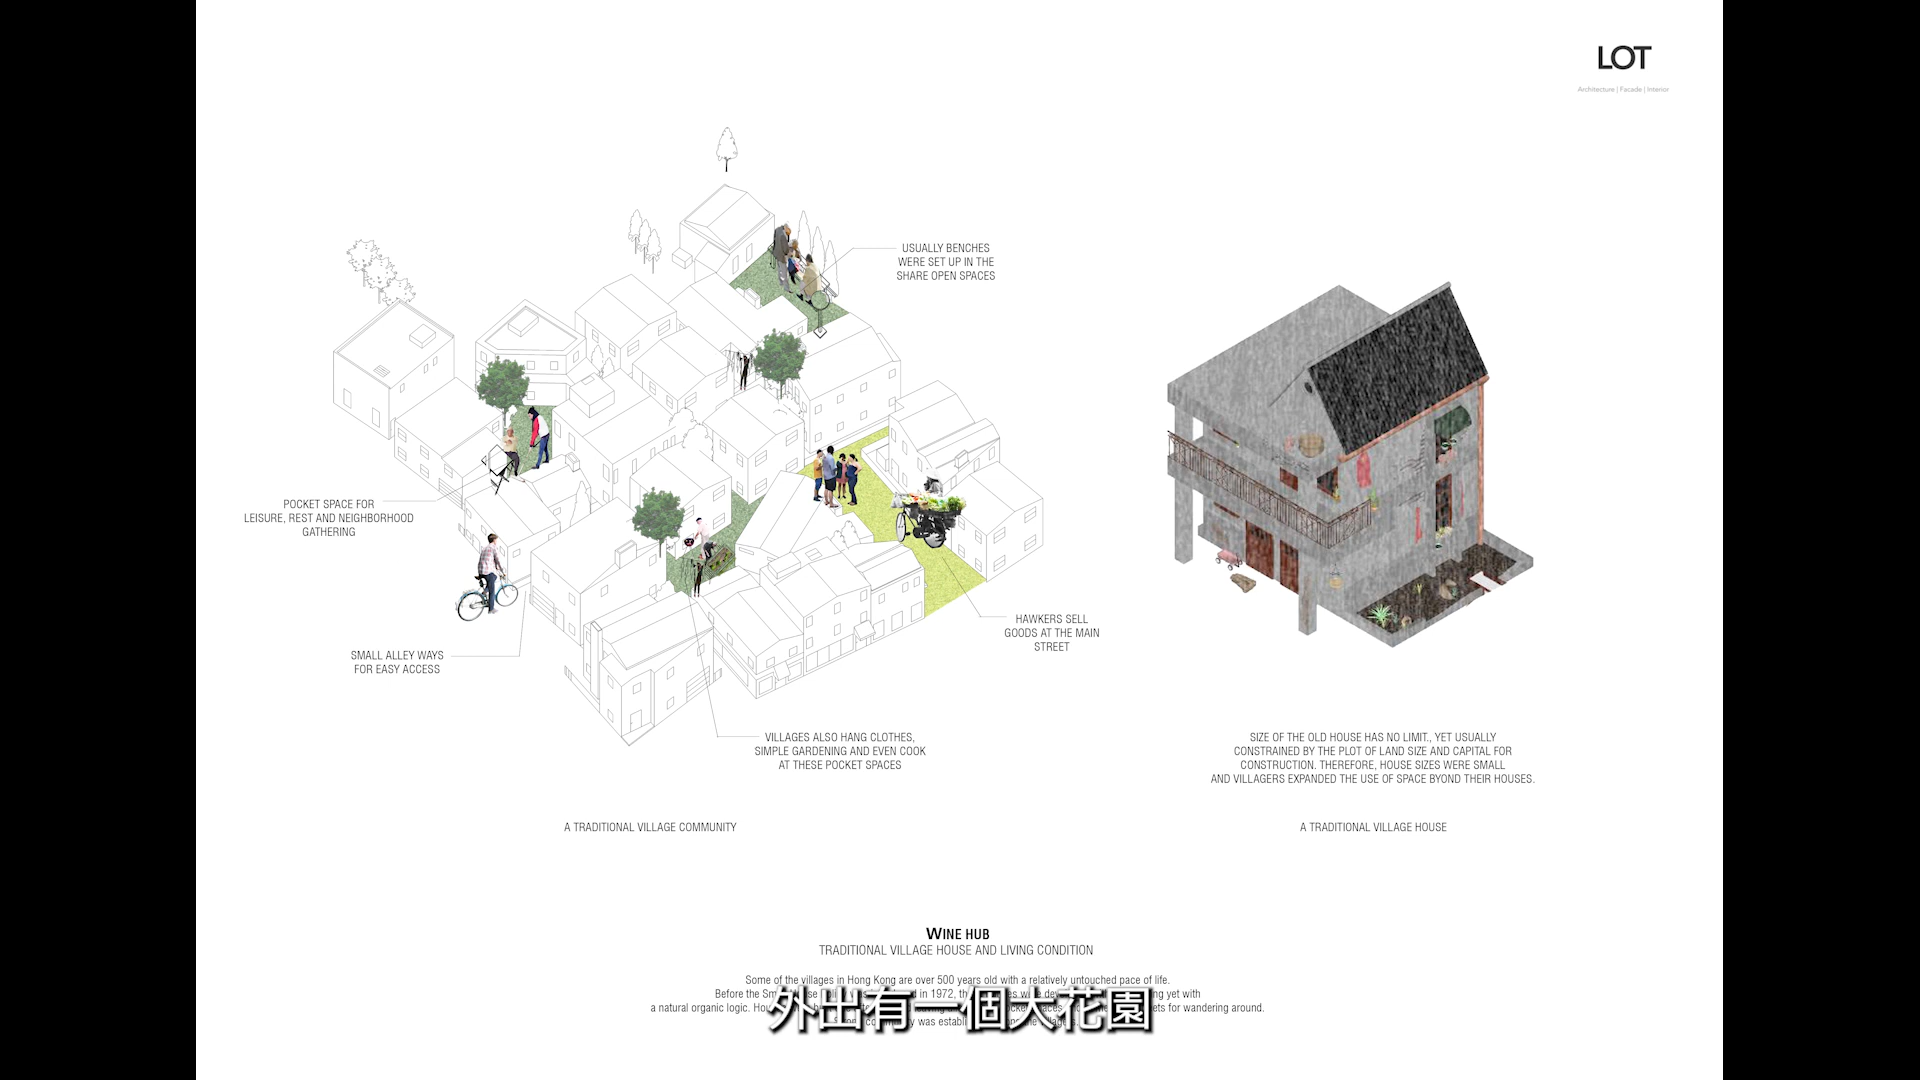 LOT
Architecture | Facade | Interior
USUALLY BENCHES
WERE SET UP IN THE
SHARE OPEN SPACES
POCKET SPACE FOR
LEISURE, REST AND NEIGHBORHOOD
GATHERING
SMALL ALLEY WAYS
FOR EASY ACCESS
HAWKERS SELL
GOODS AT THE MAIN
STREET
VILLAGES ALSO HANG CLOTHES,
SIMPLE GARDENING AND EVEN COOK
AT THESE POCKET SPACES
A TRADITIONAL VILLAGE COMMUNITY
SIZE OF THE OLD HOUSE HAS NO LIMIT., YET USUALLY
CONSTRAINED BY THE PLOT OF LAND SIZE AND CAPITAL FOR
CONSTRUCTION. THEREFORE, HOUSE SIZES WERE SMALL
AND VILLAGERS EXPANDED THE USE OF SPACE BYOND THEIR HOUSES.
A TRADITIONAL VILLAGE HOUSE
WINE HUB
TRADITIONAL VILLAGE HOUSE AND LIVING CONDITION
Some of the villages in Hong Kong are over 500 years old with a relatively untouched pace of life.
Before the in 1972, yet with
a natural organic logic. for wandering around.
was
外出有一個大花園